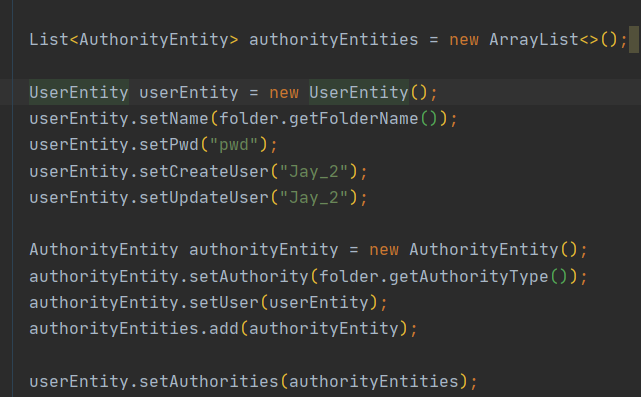 List<AuthorityEntity> authorityEntities = new ArrayList<>();
UserEntity userEntity = new UserEntity();
userEntity.setName(folder.getFolderName());
userEntity.setPwd("pwd");
userEntity.setCreateUser("Jay_2");
userEntity.setUpdateUser("Jay_2");
AuthorityEntity authorityEntity = new AuthorityEntity();
authorityEntity.setAuthority(folder.getAuthorityType());
authorityEntity.setUser(userEntity);
authorityEntities.add(authorityEntity);
userEntity.setAuthorities(authorityEntities);